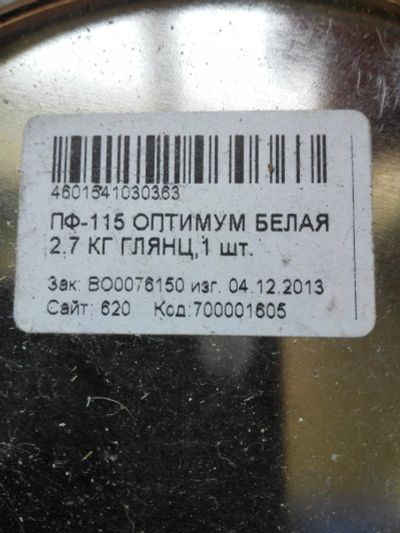 4601541030363
ПФ-115 ОПТИМУМ БЕЛАЯ
2.7 КГ ГЛЯНЦ,1 шт.
Зак: ВО0076150 изг. 04.12.2013
Сайт: 620 Код:700001605